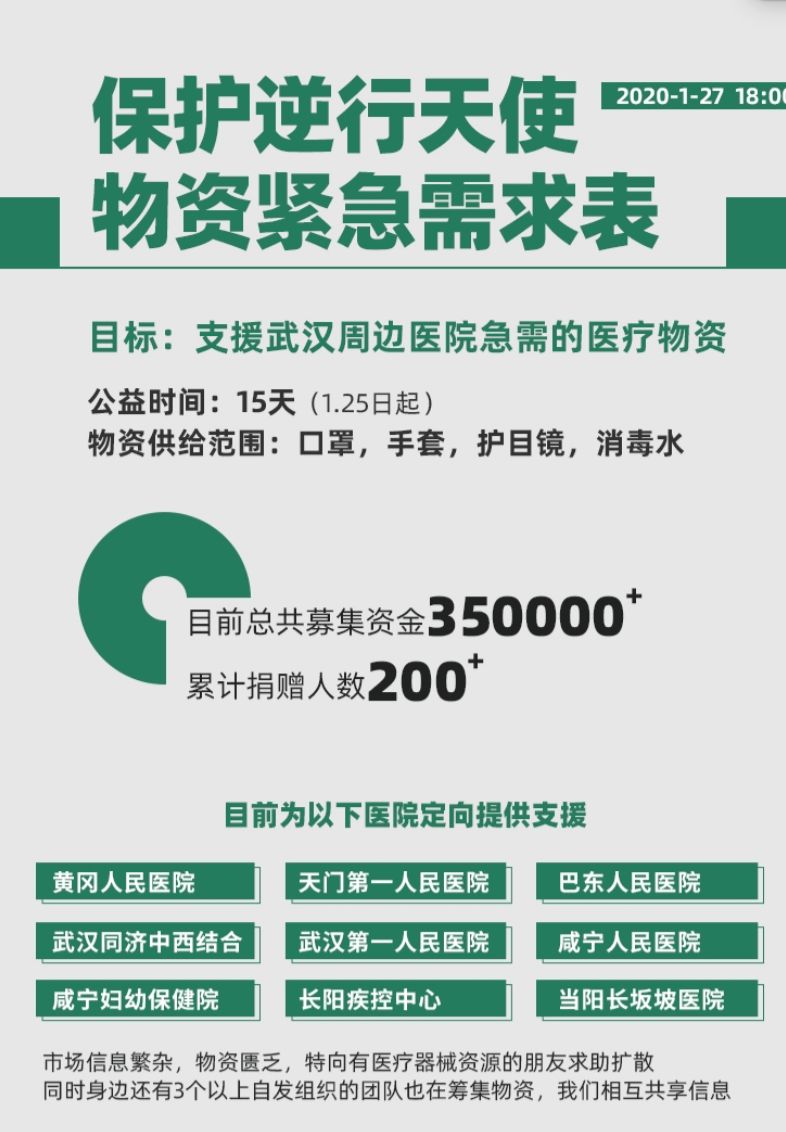 保护逆行天使
2020-1-27 18:00
物资紧急需求表
目标：支援武汉周边医院急需的医疗物资
公益时间：15天（1.25日起）
物资供给范围：口罩，手套，护目镜，消毒水
目前总共募集资金350000+
累计捐赠人数200+
目前为以下医院定向提供支援
黄冈人民医院
天门第一人民医院
巴东人民医院
武汉同济中西结合
武汉第一人民医院
咸宁人民医院
咸宁妇幼保健院
长阳疾控中心
当阳长坂坡医院
市场信息繁杂，物资匮乏，特向有医疗器械资源的朋友求助扩散
同时身边还有3个以上自发组织的团队也在筹集物资，我们相互共享信息